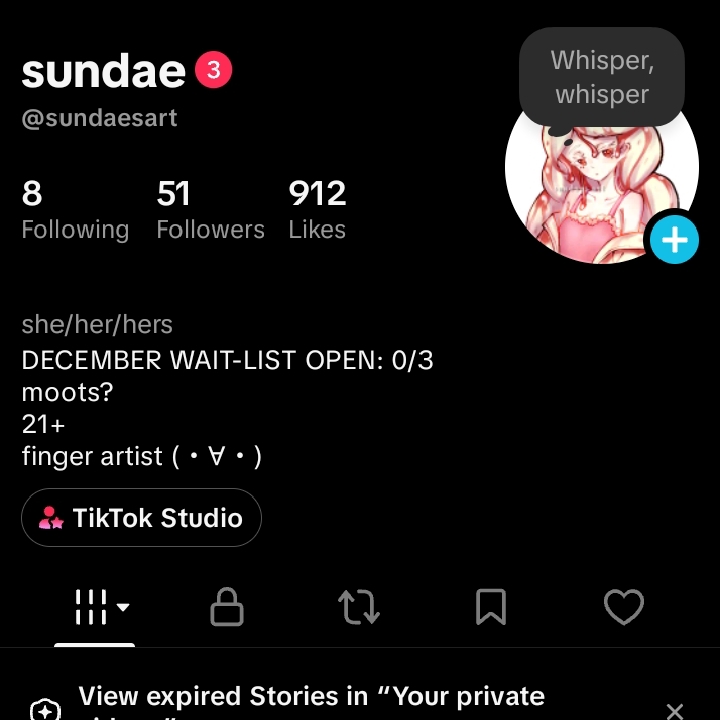 Whisper,
whisper
sundae 3
@sundaesart
8 51 912
Following Followers Likes
she/her/hers
DECEMBER WAIT-LIST OPEN: 0/3
moots?
21+
finger artist (・∀・)
TikTok Studio
View expired Stories in “Your private